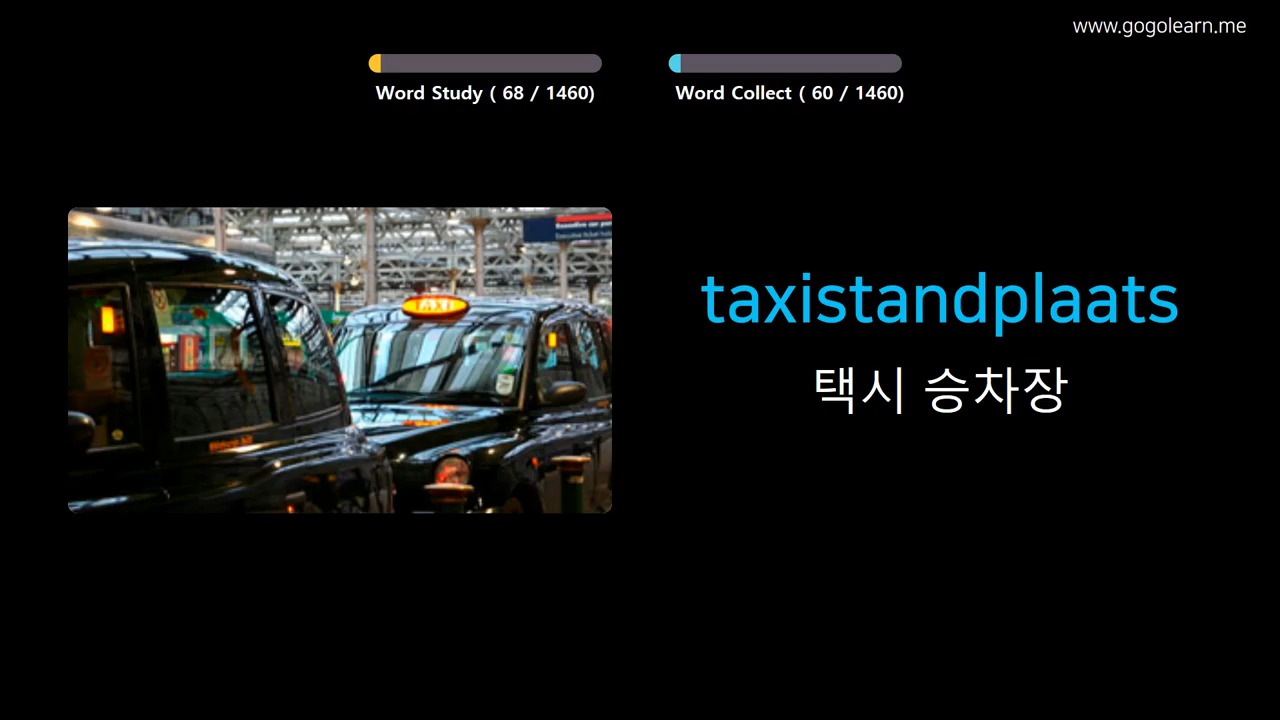 www.gogolearn.me
Word Study ( 68 / 1460)
Word Collect ( 60 / 1460)
TAXI
taxistandplaats
택시 승차장